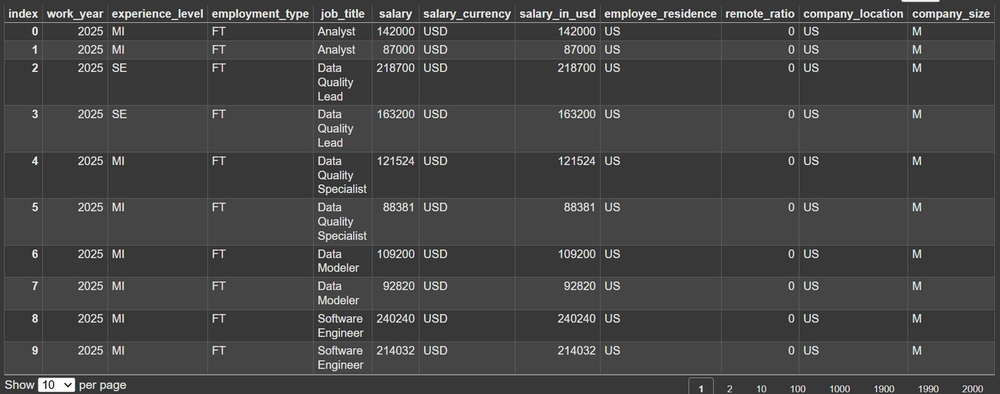 index work_year experience_level employment_type job_title salary salary_currency salary_in_usd employee_residence remote_ratio company_location company_size
0 2025 MI FT Analyst 142000 USD 142000 US 0 US M
1 2025 MI FT Analyst 87000 USD 87000 US 0 US M
2 2025 SE FT Data 218700 USD 218700 US 0 US M
Quality
Lead
3 2025 SE FT Data 163200 USD 163200 US 0 US M
Quality
Lead
4 2025 MI FT Data 121524 USD 121524 US 0 US M
Quality
Specialist
5 2025 MI FT Data 88381 USD 88381 US 0 US M
Quality
Specialist
6 2025 MI FT Data 109200 USD 109200 US 0 US M
Modeler
7 2025 MI FT Data 92820 USD 92820 US 0 US M
Modeler
8 2025 MI FT Software 240240 USD 240240 US 0 US M
Engineer
9 2025 MI FT Software 214032 USD 214032 US 0 US M
Engineer
Show 10 per page 1 2 10 100 1000 1900 1990 2000